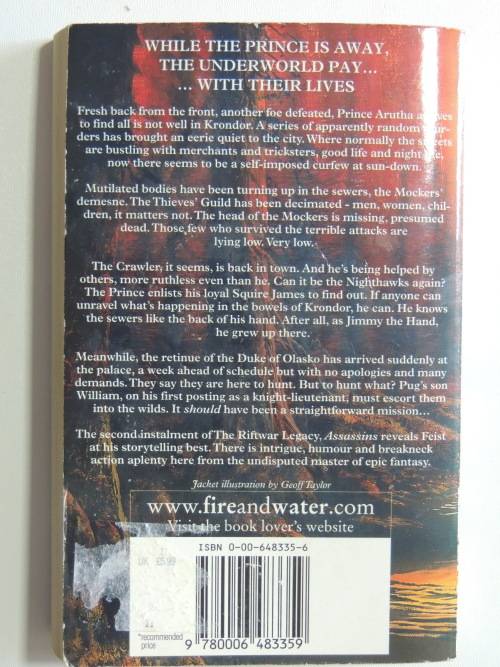 WHILE THE PRINCE IS AWAY,
THE UNDERWORLD PAY...
... WITH THEIR LIVES
Fresh back from the front, another foe defeated, Prince Arutha
to find all is not well in Krondor. A series of apparently random mur-
ders has brought an eerie quiet to the city. Where normally the streets
are bustling with merchants and tricksters, good life and night life,
now there seems to be a self-imposed curfew at sun-down.
Mutilated bodies have been turning up in the sewers, the Mockers'
demesne. The Thieves' Guild has been decimated - men, women, chil-
dren, it matters not. The head of the Mockers is missing, presumed
dead. Those few who survived the terrible attacks are
lying low. Very low.
The Crawler, it seems, is back in town. And he's being helped by
others, more ruthless even than he. Can it be the Nighthawks again?
The Prince enlists his loyal Squire James to find out. If anyone can
unravel what's happening in the bowels of Krondor, he can. He knows
the sewers like the back of his hand. After all, as Jimmy the Hand,
he grew up there.
Meanwhile, the retinue of the Duke of Olasko has arrived suddenly at
the palace, a week ahead of schedule but with no apologies and many
demands. They say they are here to hunt. But to hunt what? Pug's son
William, on his first posting as a knight-lieutenant, must escort them
into the wilds. It should have been a straightforward mission...
The second instalment of The Riftwar Legacy, Assassins reveals Feist
at his storytelling best. There is intrigue, humour and breakneck
action aplenty here from the undisputed master of epic fantasy.
Jacket illustration by Geoff Taylor
www.fireandwater.com
Visit the book lover's website
ISBN 0-00-648335-6
UK £5.99
*recommended
price
9 780006 483359